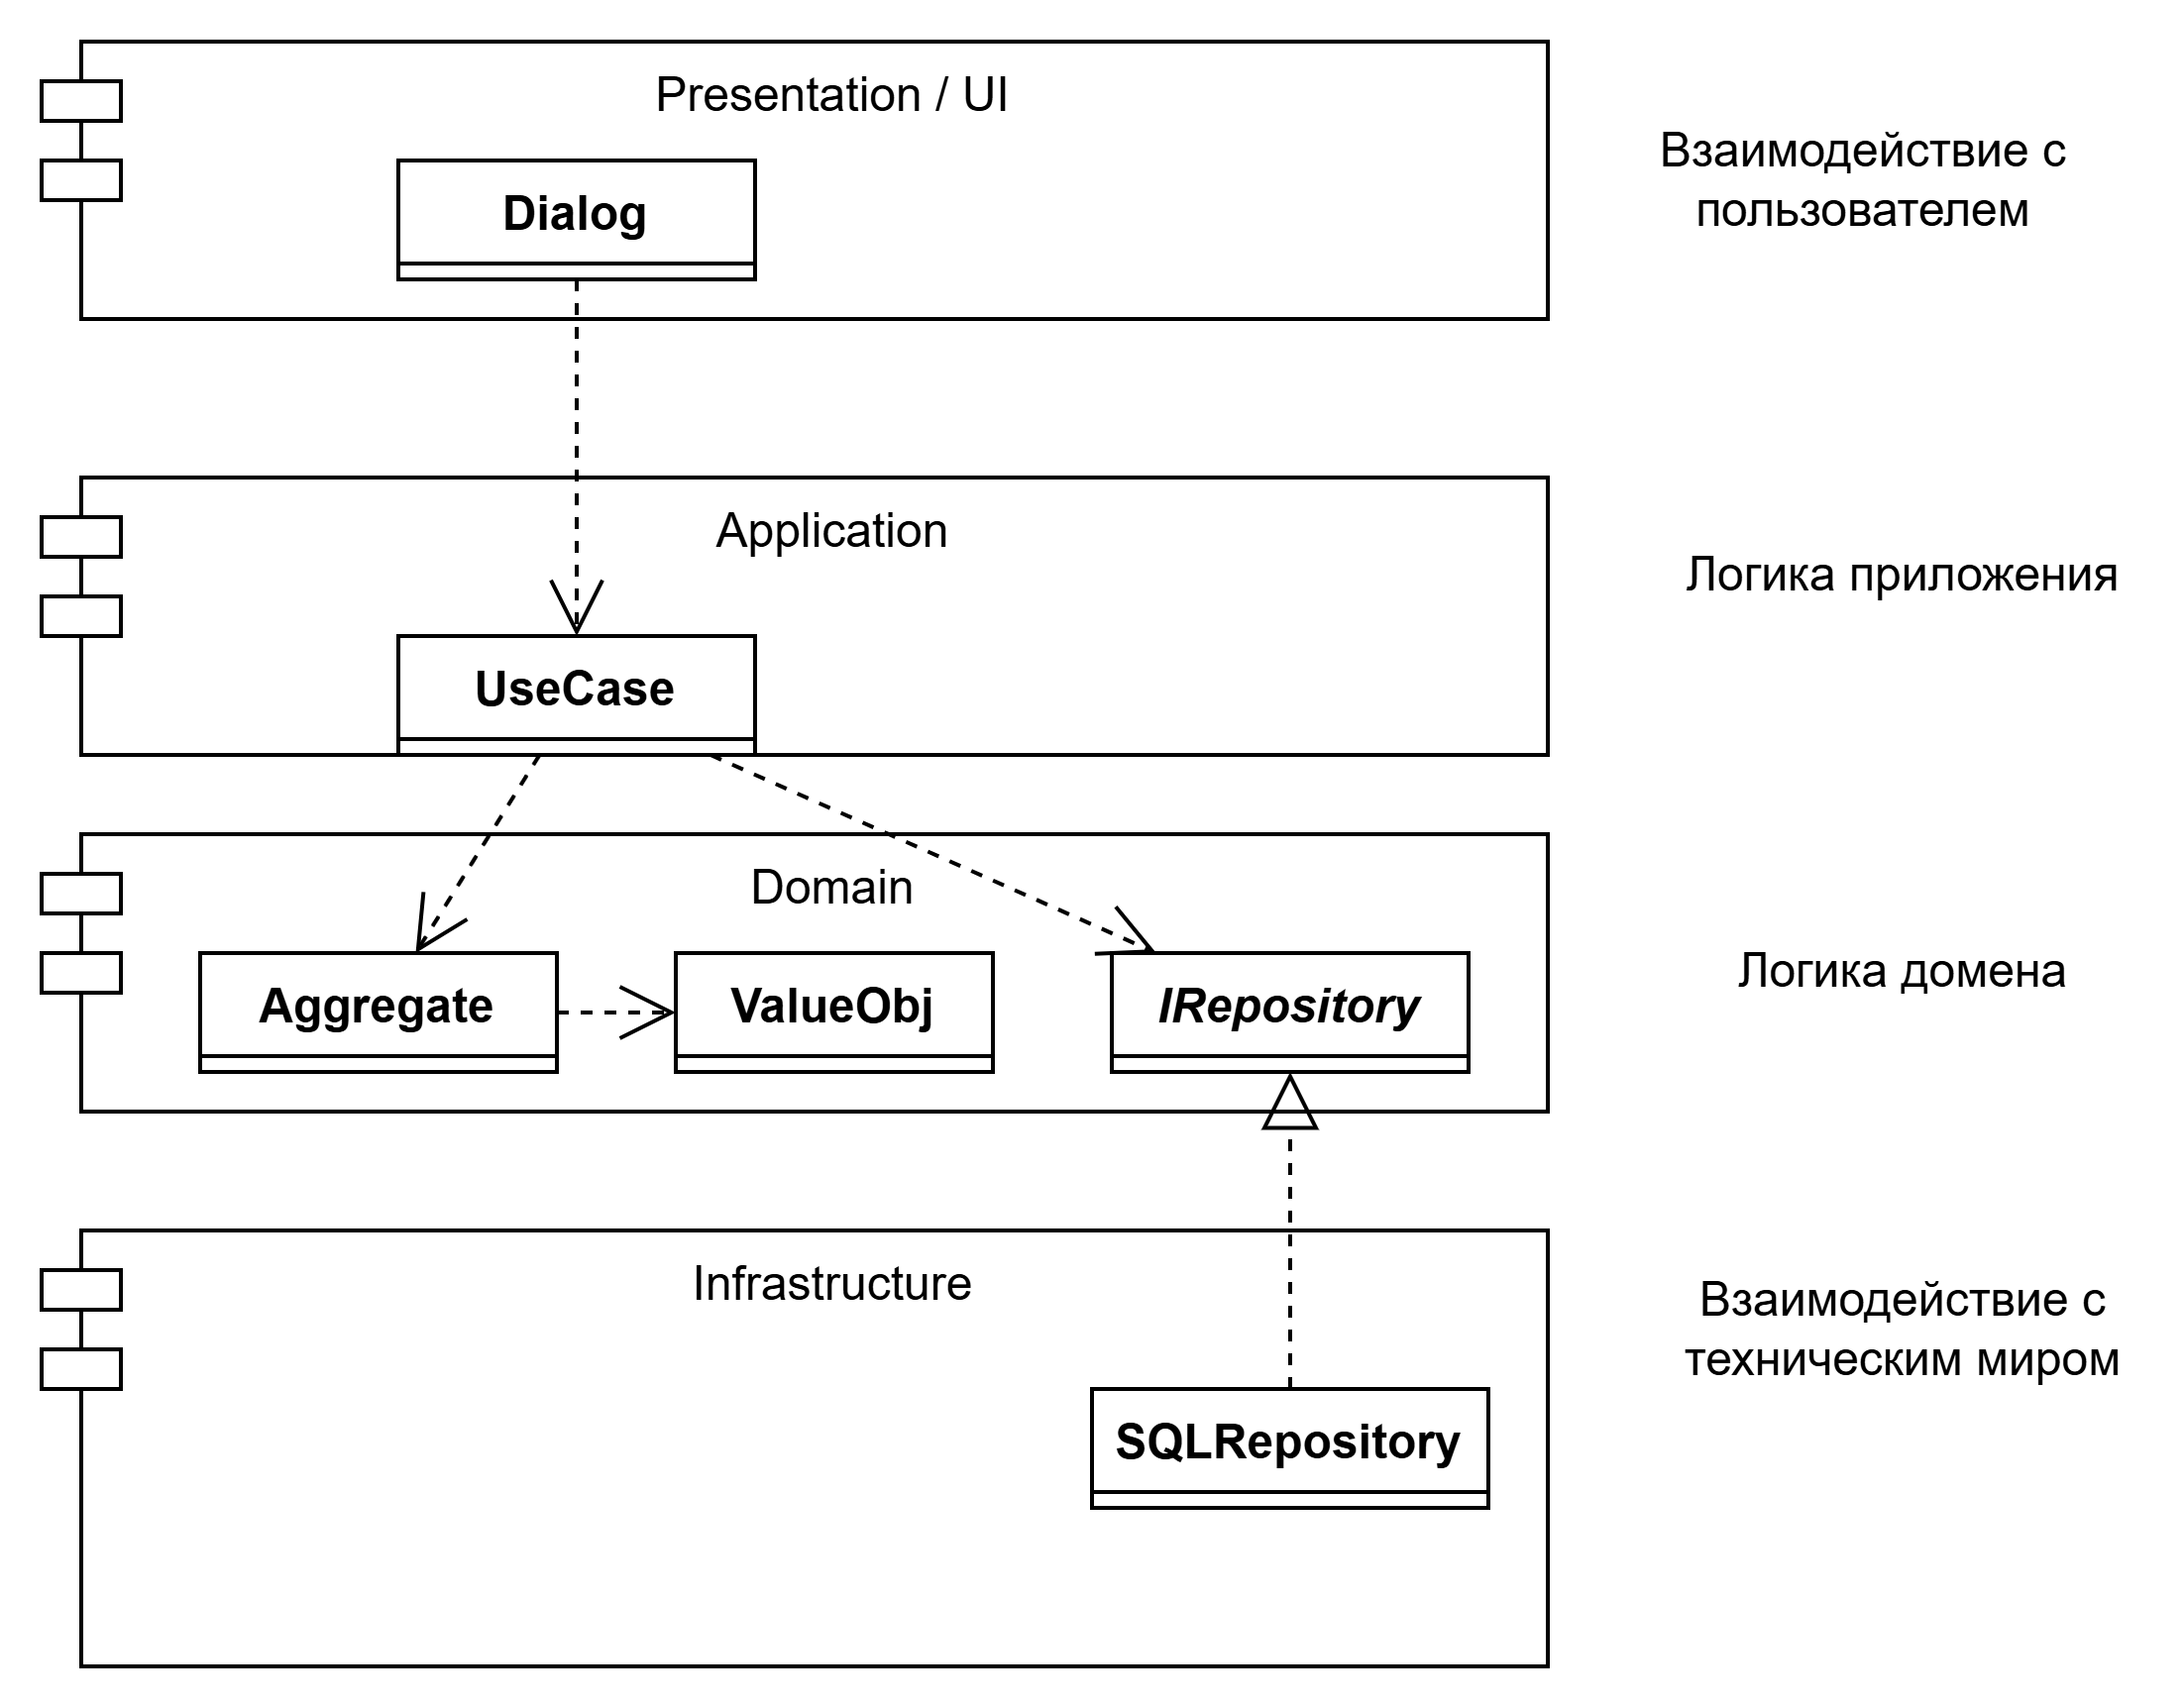 Presentation / UI
Dialog
Взаимодействие с
пользователем
Application
UseCase
Логика приложения
Domain
Aggregate
ValueObj
IRepository
Логика домена
Infrastructure
SQLRepository
Взаимодействие с
техническим миром